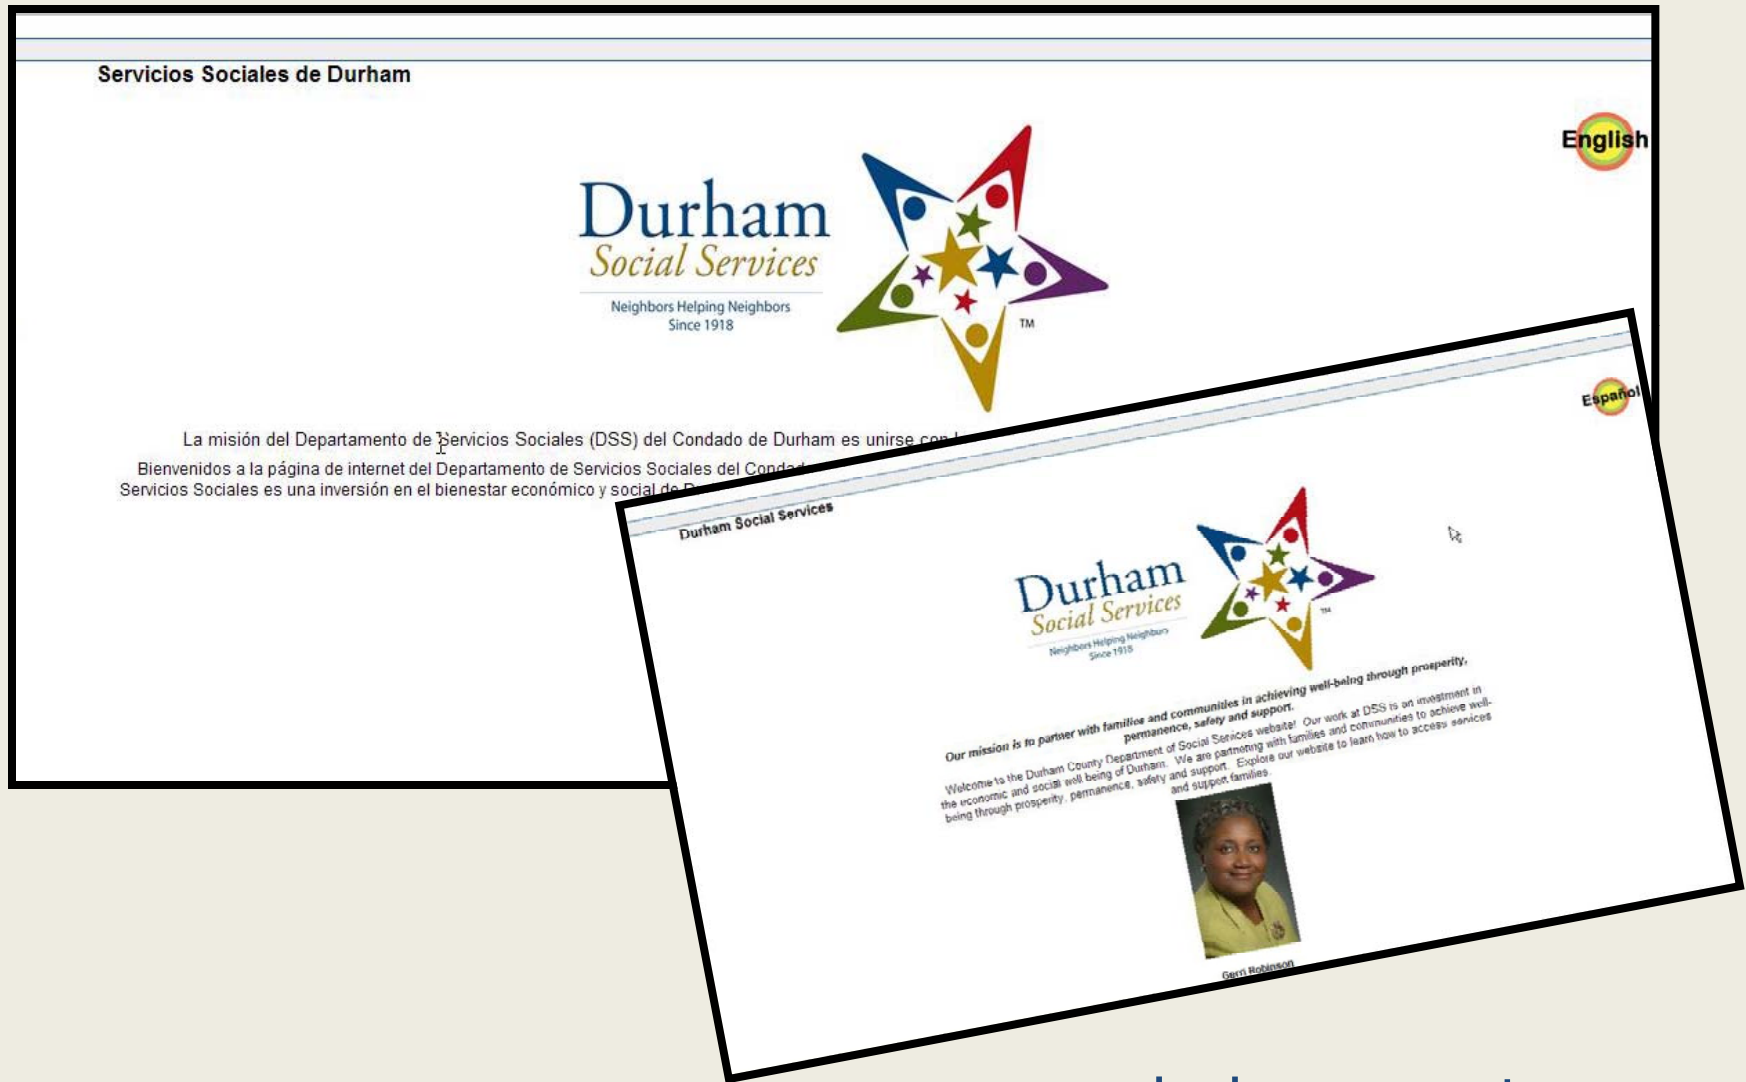 Servicios Sociales de Durham
English
Durham
Social Services
Neighbors Helping Neighbors
Since 1918
TM
La misión del Departamento de Servicios Sociales (DSS) del Condado de Durham es unirse con
Bienvenidos a la página de internet del Departamento de Servicios Sociales del
Servicios Sociales es una inversión en el bienestar económico y social de
Español
Durham Social Services
Durham
Social Services
Neighbors Helping Neighbors
Since 1918
TM
Our mission is to partner with families and communities in achieving well-being through prosperity,
permanence, safety and support.
Welcome to the Durham County Department of Social Services website! Our work at DSS is an investment in
the economic and social well being of Durham. We are partnering with families and communities to achieve well-
being through prosperity, permanence, safety and support. Explore our website to learn how to access services
and support families.
Gerri Robinson